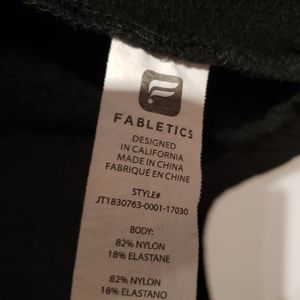 FABLETICS
DESIGNED
IN CALIFORNIA
MADE IN CHINA
FABRIQUÉ EN CHINE
STYLE#
JT1830763-0001-17030
BODY:
82% NYLON
18% ELASTANE
82% NYLON
18% ELASTANO